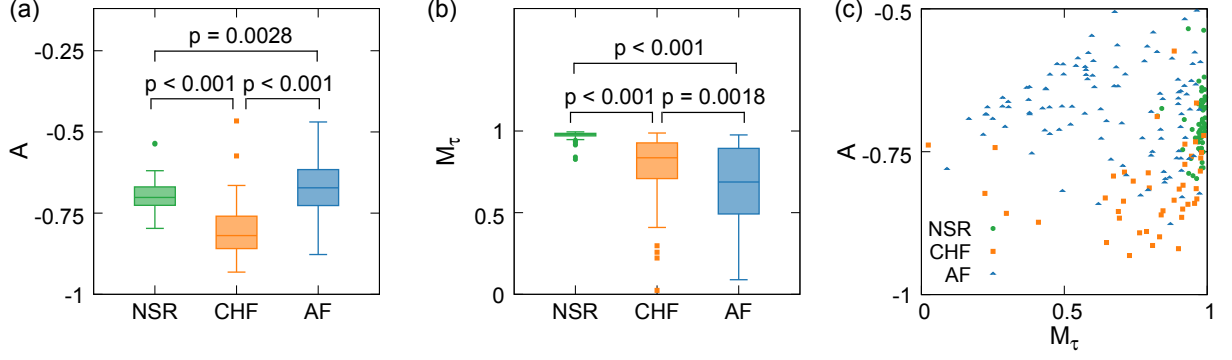 (a)
-0.25
-0.5
-0.75
-1
A
p = 0.0028
p < 0.001
p < 0.001
NSR
CHF
AF
(b)
1
0.5
0
M_τ
p < 0.001
p < 0.001
p = 0.0018
NSR
CHF
AF
(c)
-0.5
-0.75
-1
A
NSR
CHF
AF
0
0.5
1
M_τ